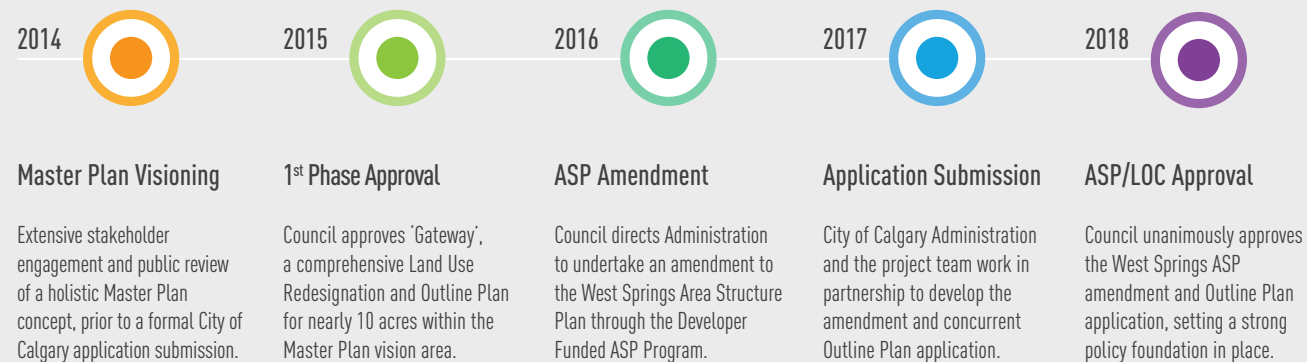 2014
Master Plan Visioning
Extensive stakeholder
engagement and public review
of a holistic Master Plan
concept, prior to a formal City of
Calgary application submission.
2015
1st Phase Approval
Council approves 'Gateway',
a comprehensive Land Use
Redesignation and Outline Plan
for nearly 10 acres within the
Master Plan vision area.
2016
ASP Amendment
Council directs Administration
to undertake an amendment to
the West Springs Area Structure
Plan through the Developer
Funded ASP Program.
2017
Application Submission
City of Calgary Administration
and the project team work in
partnership to develop the
amendment and concurrent
Outline Plan application.
2018
ASP/LOC Approval
Council unanimously approves
the West Springs ASP
amendment and Outline Plan
application, setting a strong
policy foundation in place.